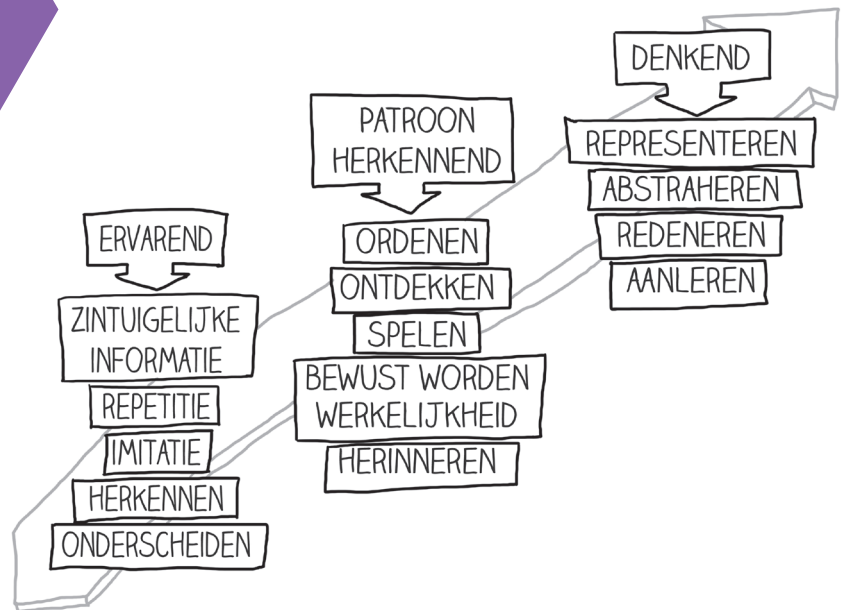 ERVAREND
ZINTUIGELIJKE
INFORMATIE
REPETITIE
IMITATIE
HERKENNEN
ONDERSCHEIDEN
PATROON
HERKENNEND
ORDENEN
ONTDEKKEN
SPELEN
BEWUST WORDEN
WERKELIJKHEID
HERINNEREN
DENKEND
REPRESENTEREN
ABSTRAHEREN
REDENEREN
AANLEREN